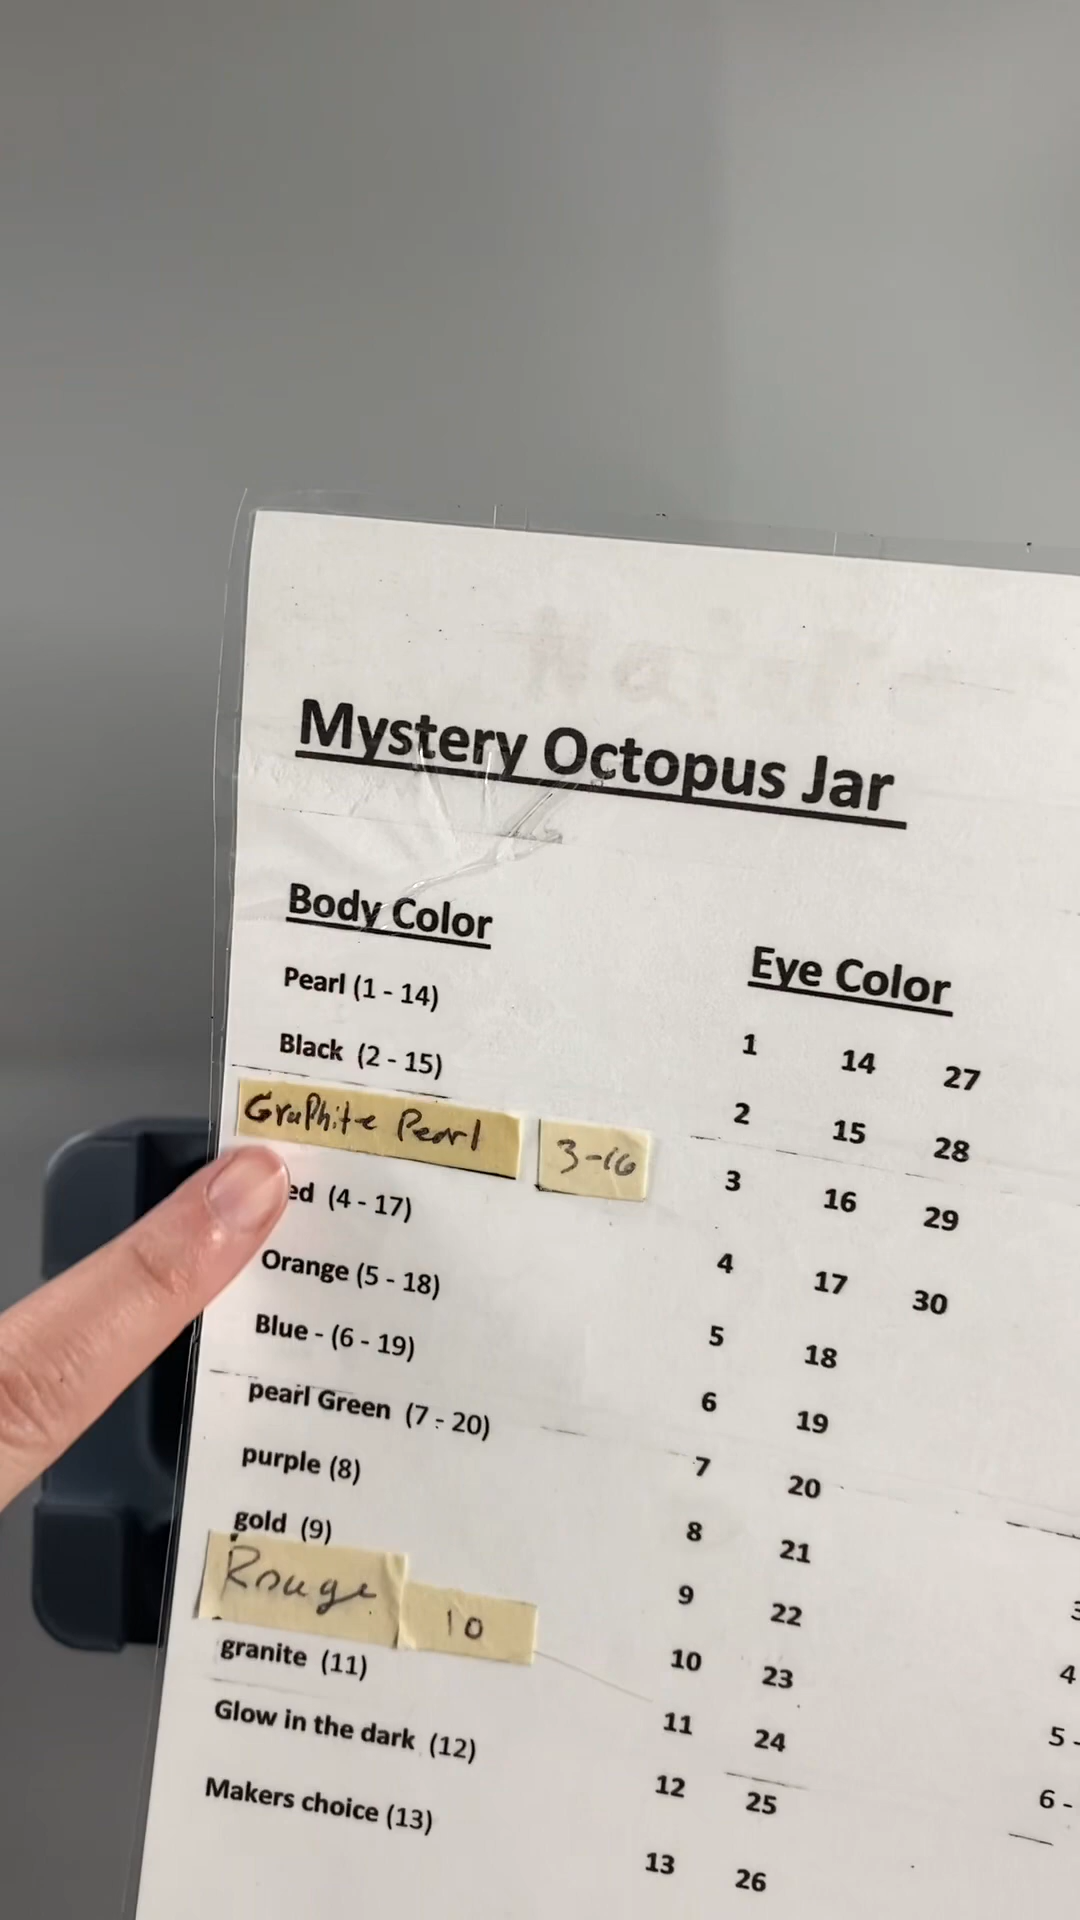 Mystery Octopus Jar
Body Color
Pearl (1 - 14)
Black (2 - 15)
Graphite Pearl 3-16
ed (4 - 17)
Orange (5 - 18)
Blue - (6 - 19)
pearl Green (7 - 20)
purple (8)
gold (9)
Rouge 10
granite (11)
Glow in the dark (12)
Makers choice (13)
Eye Color
1 14 27
2 15 28
3 16 29
4 17 30
5 18
6 19
7 20
8 21
9 22
10 23
11 24
12 25
13 26
4
5 -
6 -